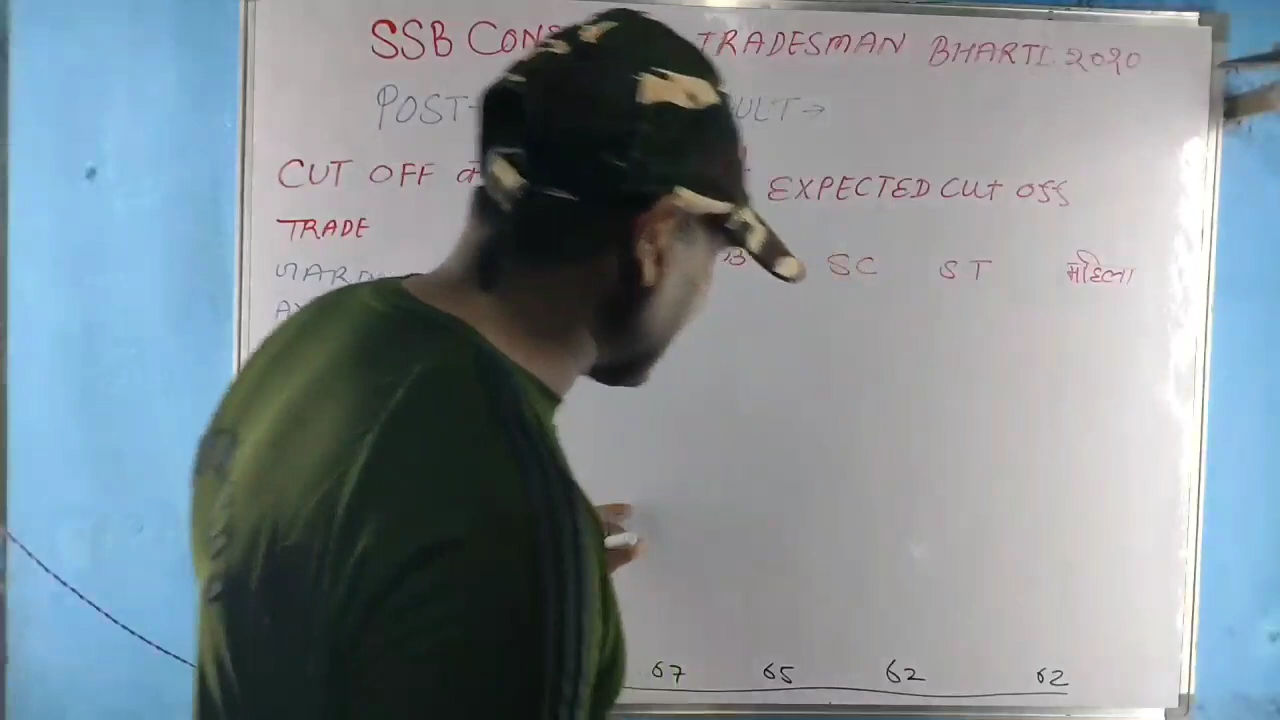 SSB CONS TRADESMAN BHARTI 2020
POST- ULT →
CUT OFF EXPECTED CUT OFF
TRADE
SC ST महिला
67 65 62 62